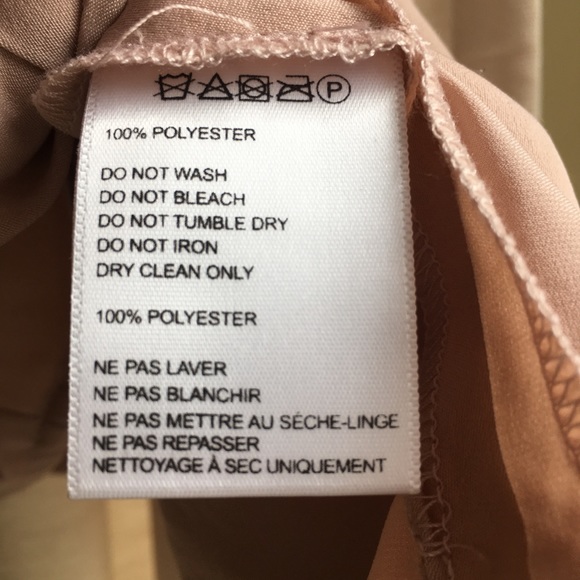 P
100% POLYESTER
DO NOT WASH
DO NOT BLEACH
DO NOT TUMBLE DRY
DO NOT IRON
DRY CLEAN ONLY
100% POLYESTER
NE PAS LAVER
NE PAS BLANCHIR
NE PAS METTRE AU SÉCHE-LINGE
NE PAS REPASSER
NETTOYAGE À SEC UNIQUEMENT